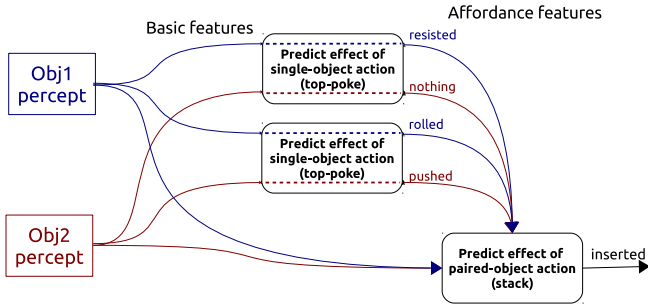 Affordance features
Basic features
resisted
Predict effect of
single-object action
(top-poke)
Obj1
percept
nothing
rolled
Predict effect of
single-object action
(top-poke)
pushed
Obj2
percept
Predict effect of
paired-object action
(stack)
inserted